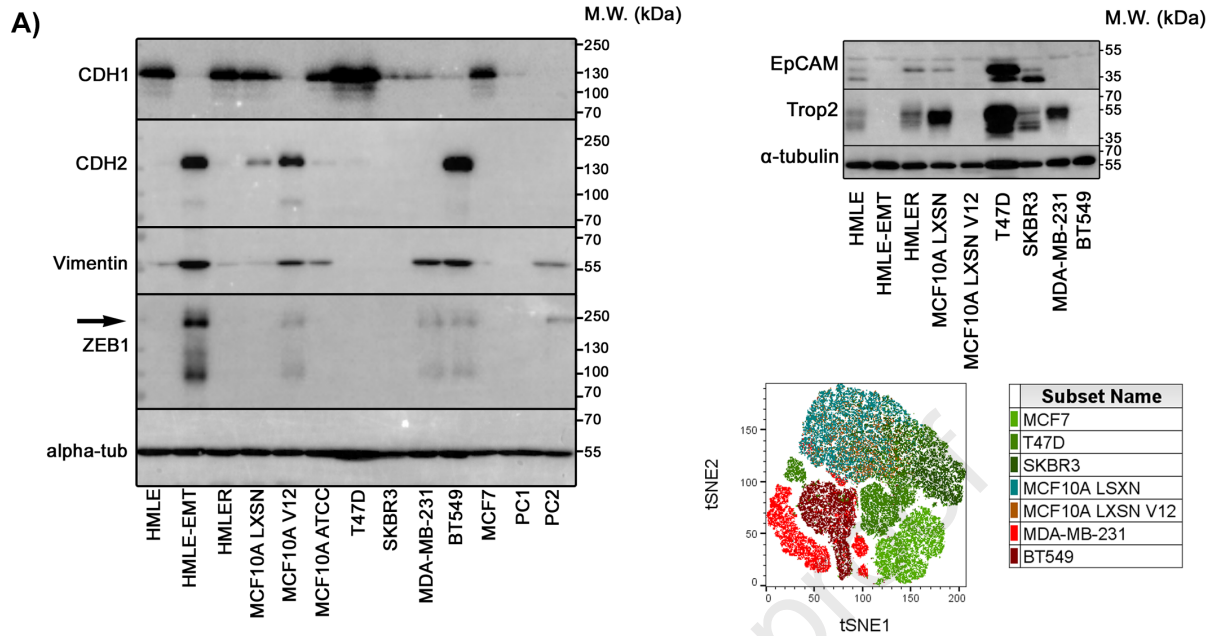 A)
M.W. (kDa)
CDH1
250
130
100
70
CDH2
250
130
100
70
Vimentin
70
55
ZEB1
250
130
100
70
alpha-tub
70
55
HMLE
HMLE-EMT
HMLER
MCF10A LXSN
MCF10A V12
MCF10A ATCC
T47D
SKBR3
MDA-MB-231
BT549
MCF7
PC1
PC2
M.W. (kDa)
EpCAM
55
35
Trop2
70
55
35
α-tubulin
70
55
HMLE
HMLE-EMT
HMLER
MCF10A LXSN
MCF10A LXSN V12
T47D
SKBR3
MDA-MB-231
BT549
tSNE2
150
100
50
0
0 50 100 150 200
tSNE1
Subset Name
MCF7
T47D
SKBR3
MCF10A LSXN
MCF10A LXSN V12
MDA-MB-231
BT549